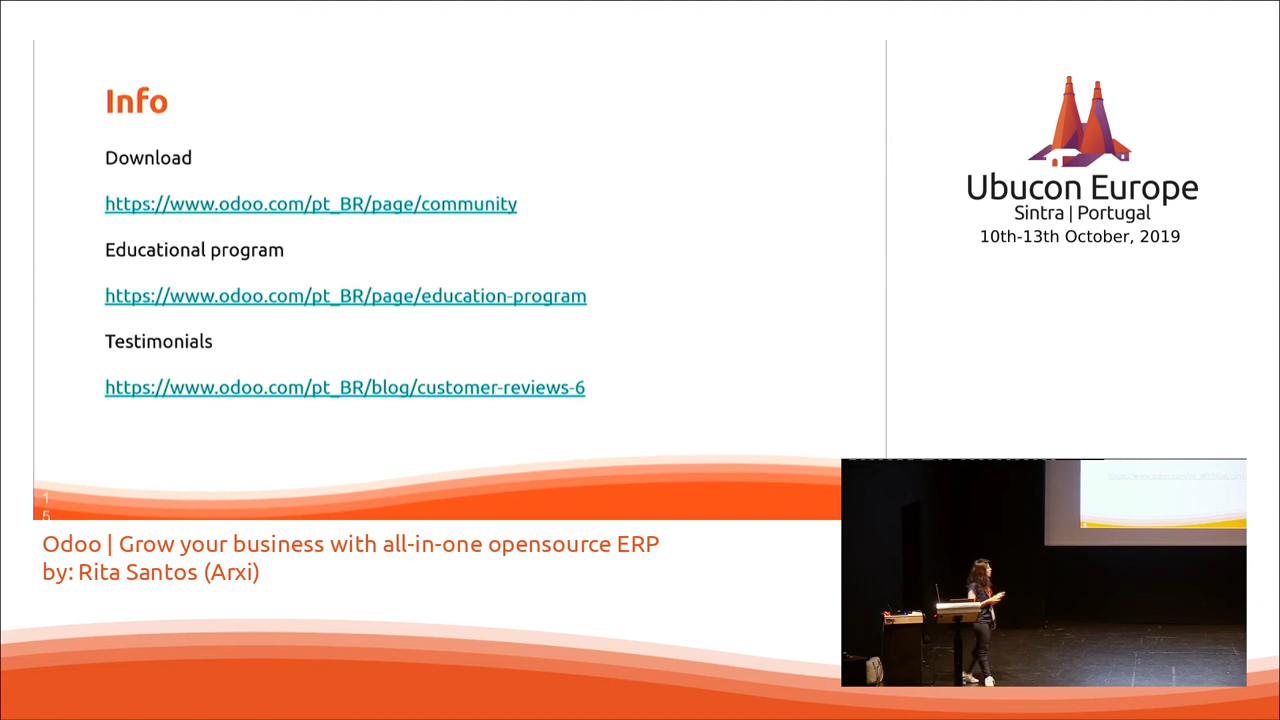 Info
Download
https://www.odoo.com/pt_BR/page/community
Educational program
https://www.odoo.com/pt_BR/page/education-program
Testimonials
https://www.odoo.com/pt_BR/blog/customer-reviews-6
1
5
Ubucon Europe
Sintra | Portugal
10th-13th October, 2019
Odoo | Grow your business with all-in-one opensource ERP
by: Rita Santos (Arxi)